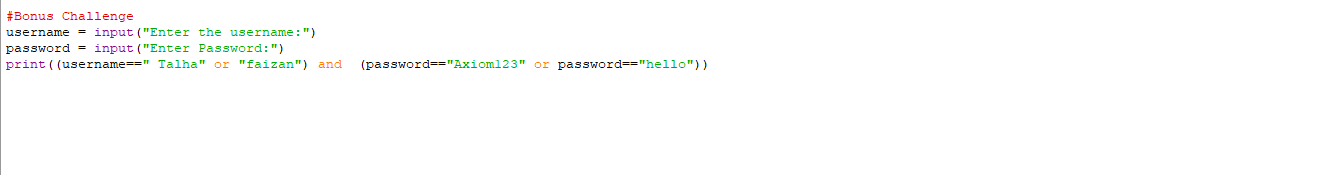 #Bonus Challenge
username = input("Enter the username:")
password = input("Enter Password:")
print((username==" Talha" or "faizan") and  (password=="Axiom123" or password=="hello"))